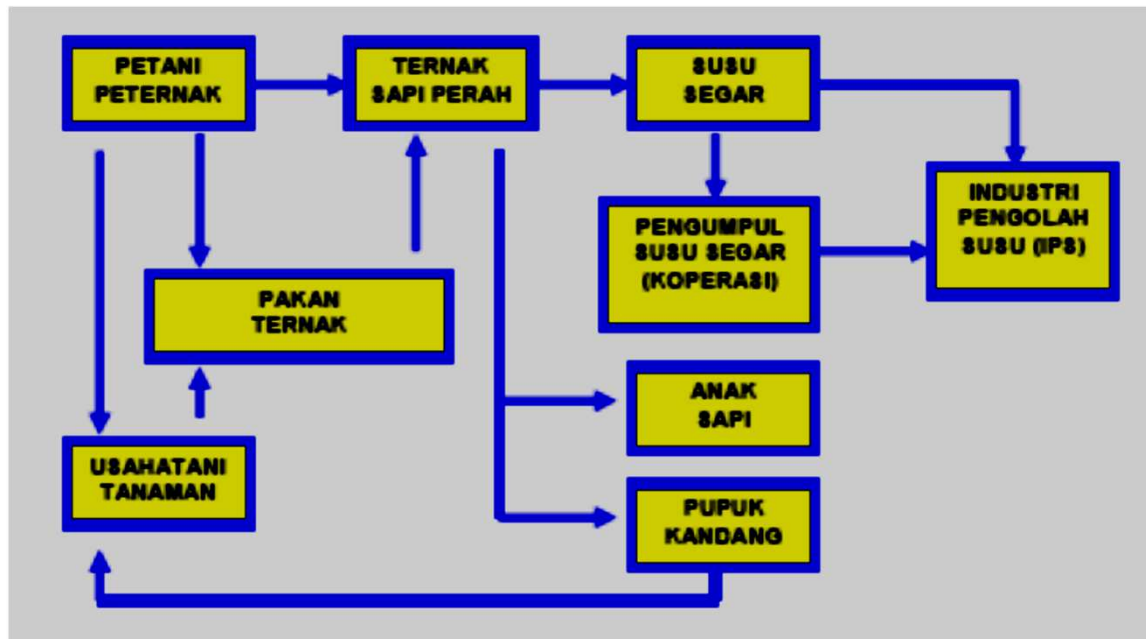 PETANI
PETERNAK
TERNAK
SAPI PERAH
SUSU
SEGAR
INDUSTRI
PENGOLAH
SUSU (IPS)
PENGUMPUL
SUSU SEGAR
(KOPERASI)
PAKAN
TERNAK
ANAK
SAPI
USAHATANI
TANAMAN
PUPUK
KANDANG